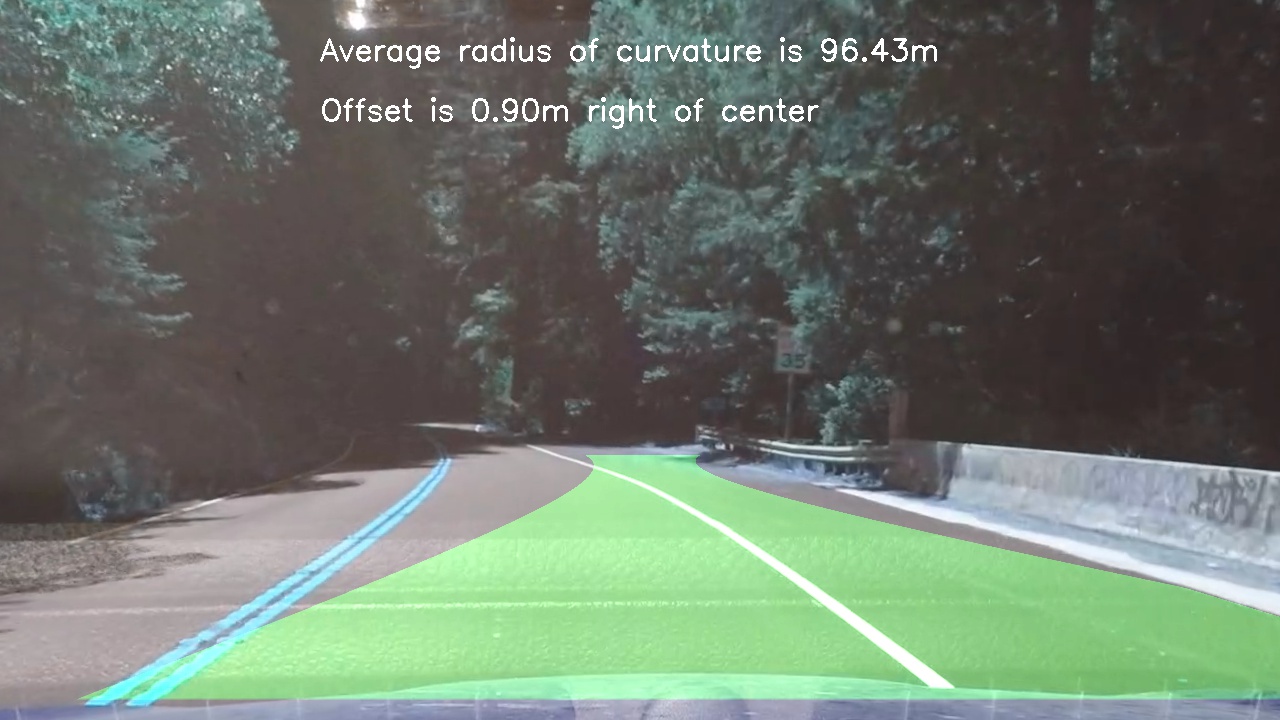 Average radius of curvature is 96.43m
Offset is 0.90m right of center
35